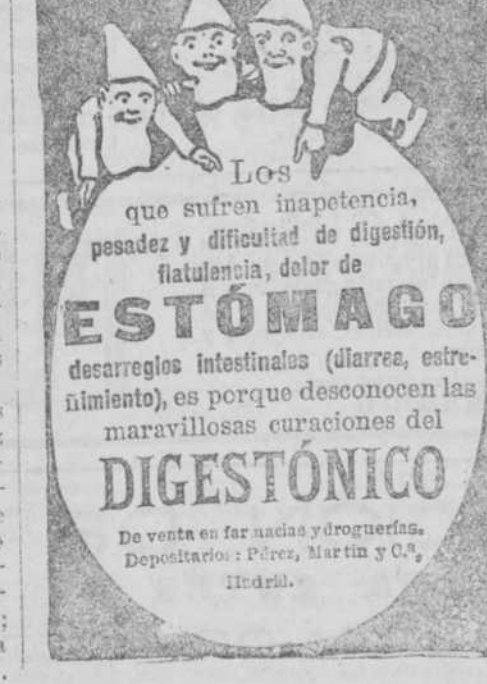 Los
que sufren inapetencia,
pesadez y dificultad de digestión,
flatulencia, dolor de
ESTÓMAGO
desarreglos intestinales (diarrea, estre-
ñimiento), es porque desconocen las
maravillosas curaciones del
DIGESTÓNICO
De venta en farmacias y droguerías.
Depositarios: Pérez, Martin y C.ª,
Madrid.